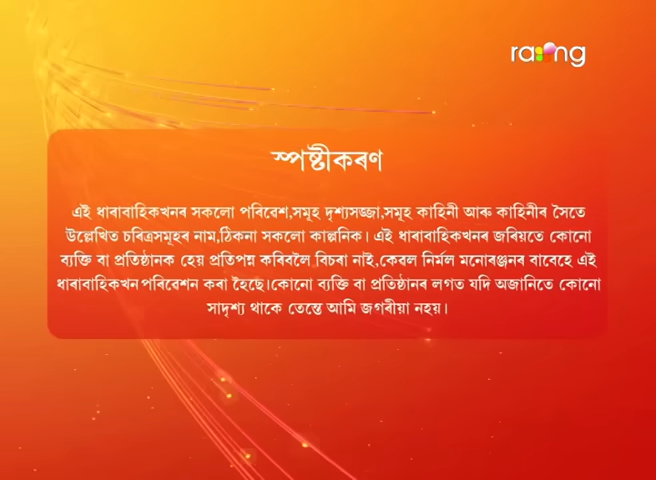 rang
স্পষ্টীকৰণ
এই ধাৰাবাহিকখনৰ সকলো পৰিৱেশ,সমূহ দৃশ্যসজ্জা,সমূহ কাহিনী আৰু কাহিনীৰ সৈতে
উল্লেখিত চৰিত্ৰসমূহৰ নাম,ঠিকনা সকলো কাল্পনিক। এই ধাৰাবাহিকখনৰ জৰিয়তে কোনো
ব্যক্তি বা প্ৰতিষ্ঠানক হেয় প্ৰতিপন্ন কৰিবলৈ বিচৰা নাই,কেৱল নিৰ্মল মনোৰঞ্জনৰ বাবেহে এই
ধাৰাবাহিকখন পৰিৱেশন কৰা হৈছে।কোনো ব্যক্তি বা প্ৰতিষ্ঠানৰ লগত যদি অজানিতে কোনো
সাদৃশ্য থাকে তেন্তে আমি জগৰীয়া নহয়।